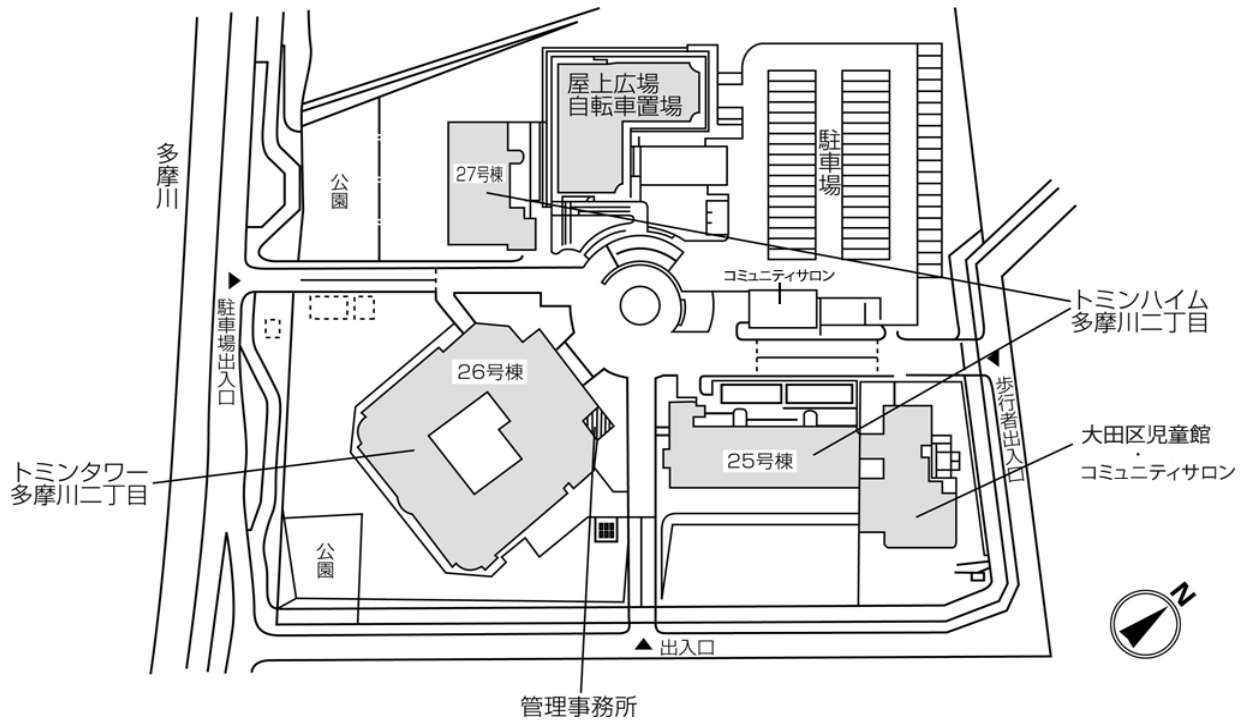 屋上広場
自転車置場
駐車場
多摩川
公園
27号棟
コミュニティサロン
トミンハイム
多摩川二丁目
駐車場出入口
26号棟
歩行者出入口
大田区児童館
・
コミュニティサロン
25号棟
トミンタワー
多摩川二丁目
公園
N
出入口
管理事務所